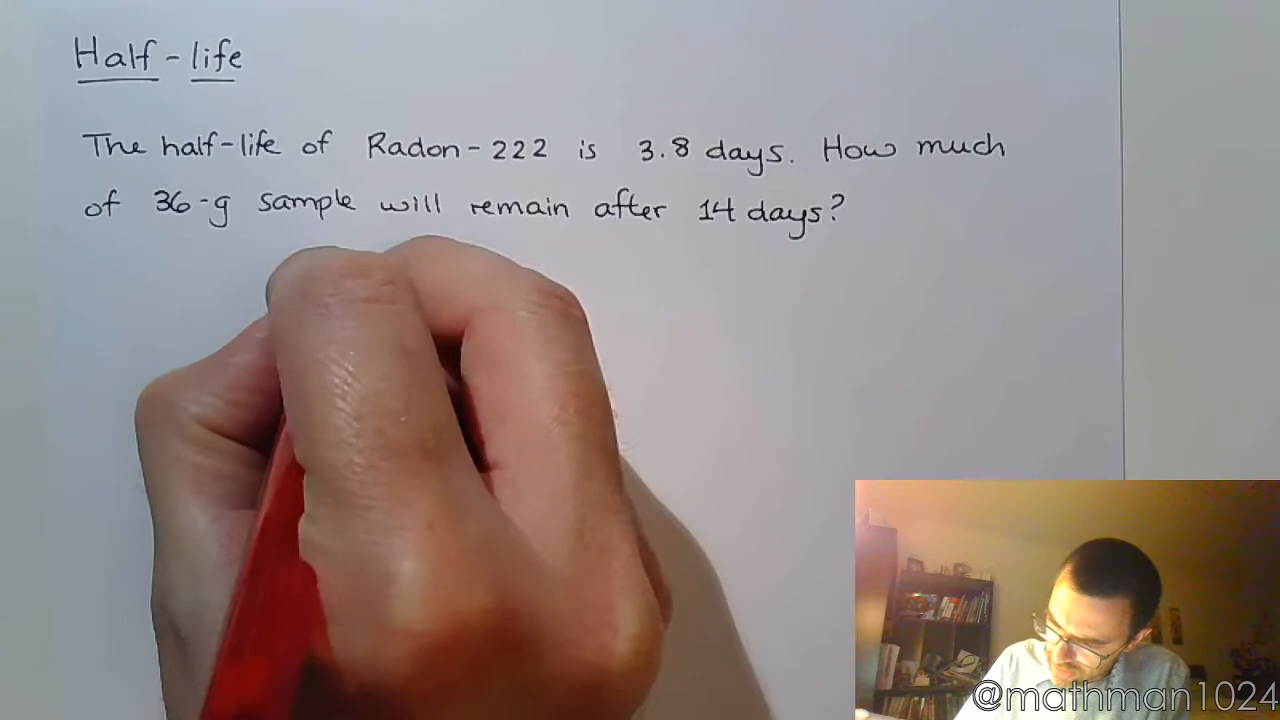 Half-life
The half-life of Radon-222 is 3.8 days. How much
of 36-g sample will remain after 14 days?
@mathman1024